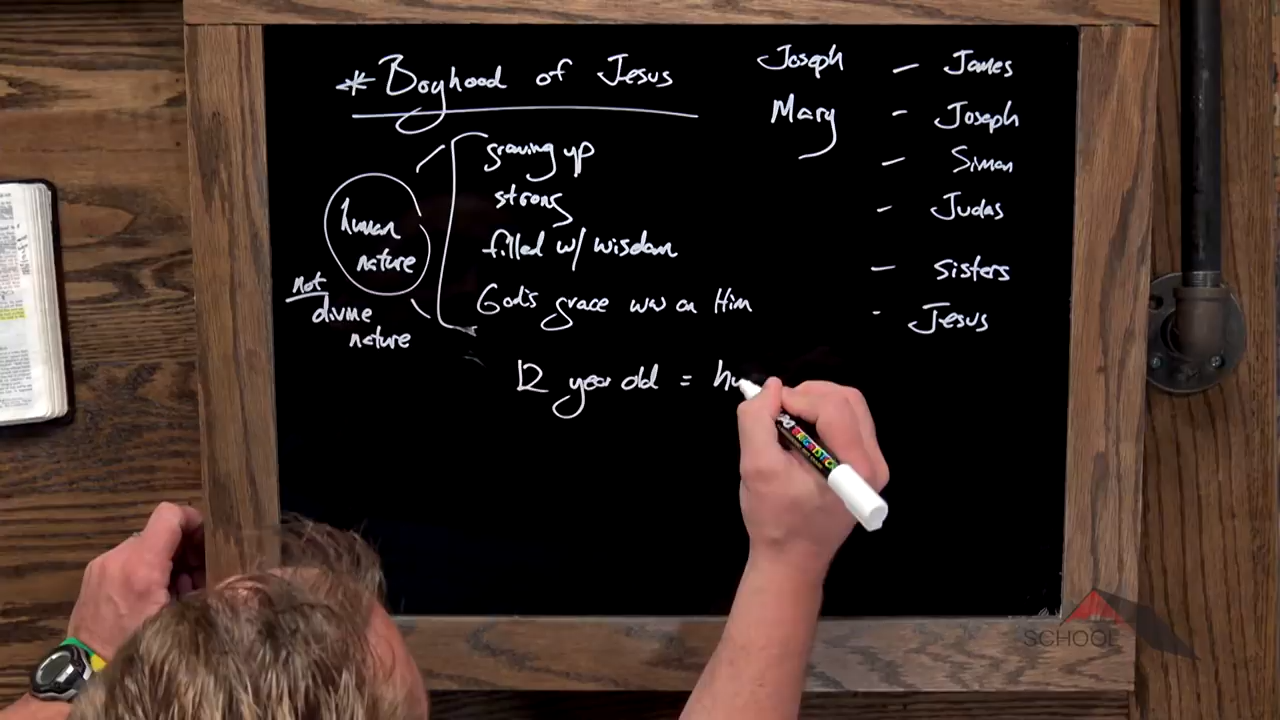 * Boyhood of Jesus
growing up
strong
filled w/ wisdom
God's grace was on Him
human
nature
not
divine
nature
12 year old = hu
Joseph
Mary
- James
- Joseph
- Simon
- Judas
- Sisters
- Jesus
SCHOOL